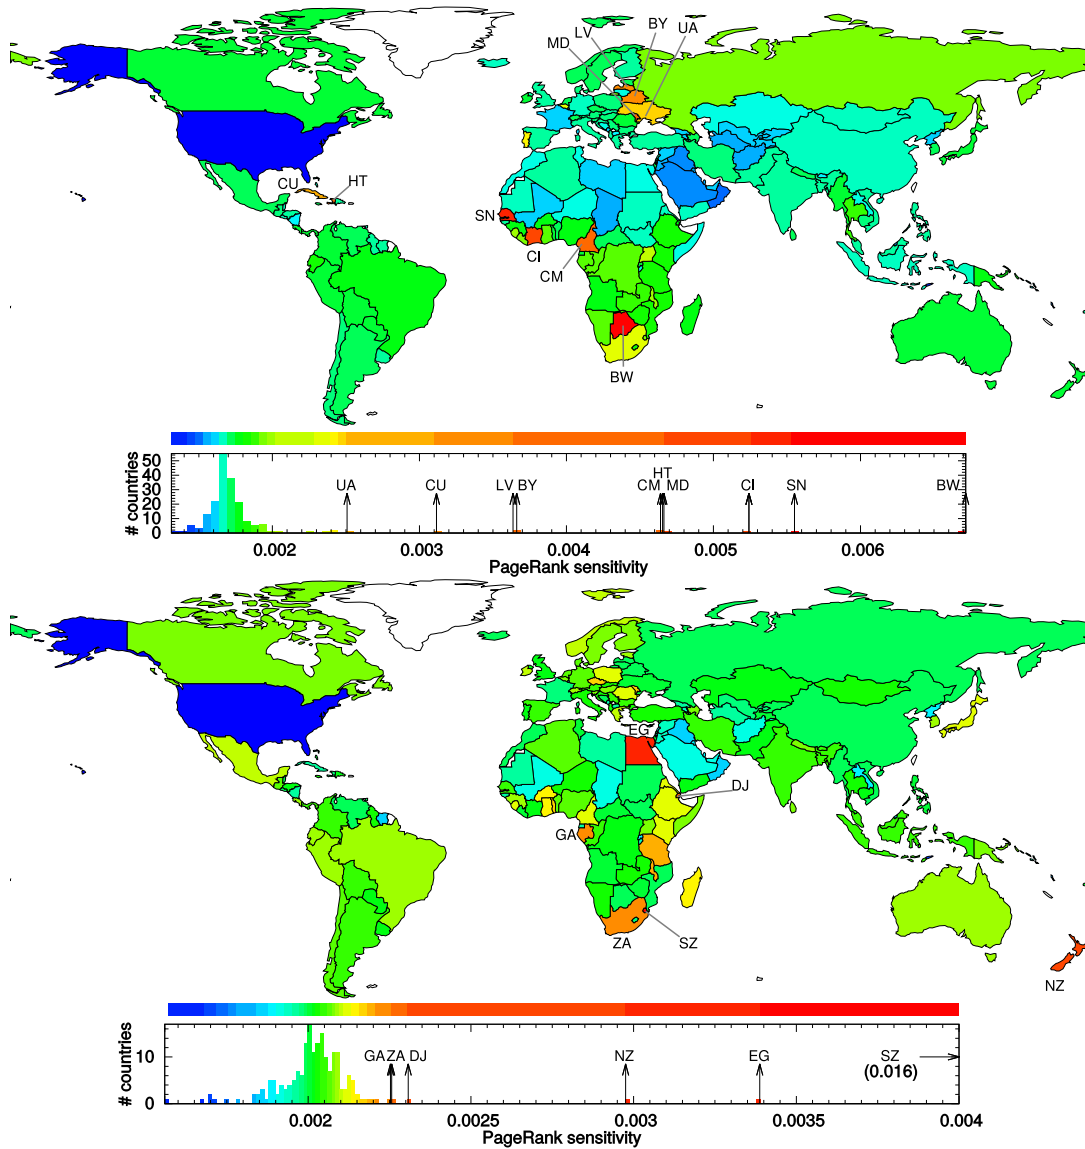 BY
LV
UA
MD
CU
HT
SN
CI
CM
BW
# countries
50
40
30
20
10
0
HT
UA CU LV BY CM MD CI SN BW
0.002 0.003 0.004 0.005 0.006
PageRank sensitivity
EG
DJ
GA
ZA
SZ
NZ
# countries
10
0
GA ZA DJ NZ EG SZ
(0.016)
0.002 0.0025 0.003 0.0035 0.004
PageRank sensitivity